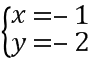 x = – 1
y = – 2